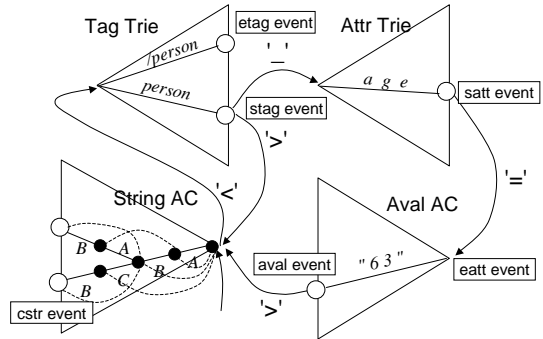 Tag Trie
etag event
Attr Trie
/person
'_'
person
a g e
stag event
satt event
'>'
String AC
'<'
'='
Aval AC
B
A
A
C
B
B
aval event
" 6 3 "
eatt event
'>'
cstr event